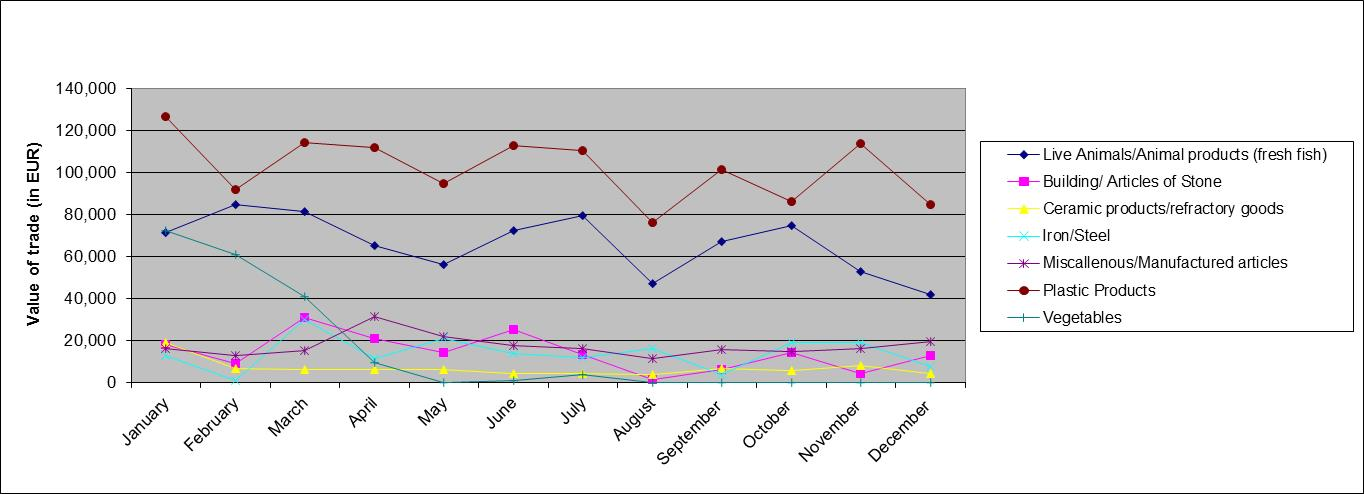 140,000
120,000
100,000
80,000
60,000
40,000
20,000
0
Value of trade (in EUR)
January
February
March
April
May
June
July
August
September
October
November
December
Live Animals/Animal products (fresh fish)
Building/ Articles of Stone
Ceramic products/refractory goods
Iron/Steel
Miscallenous/Manufactured articles
Plastic Products
Vegetables